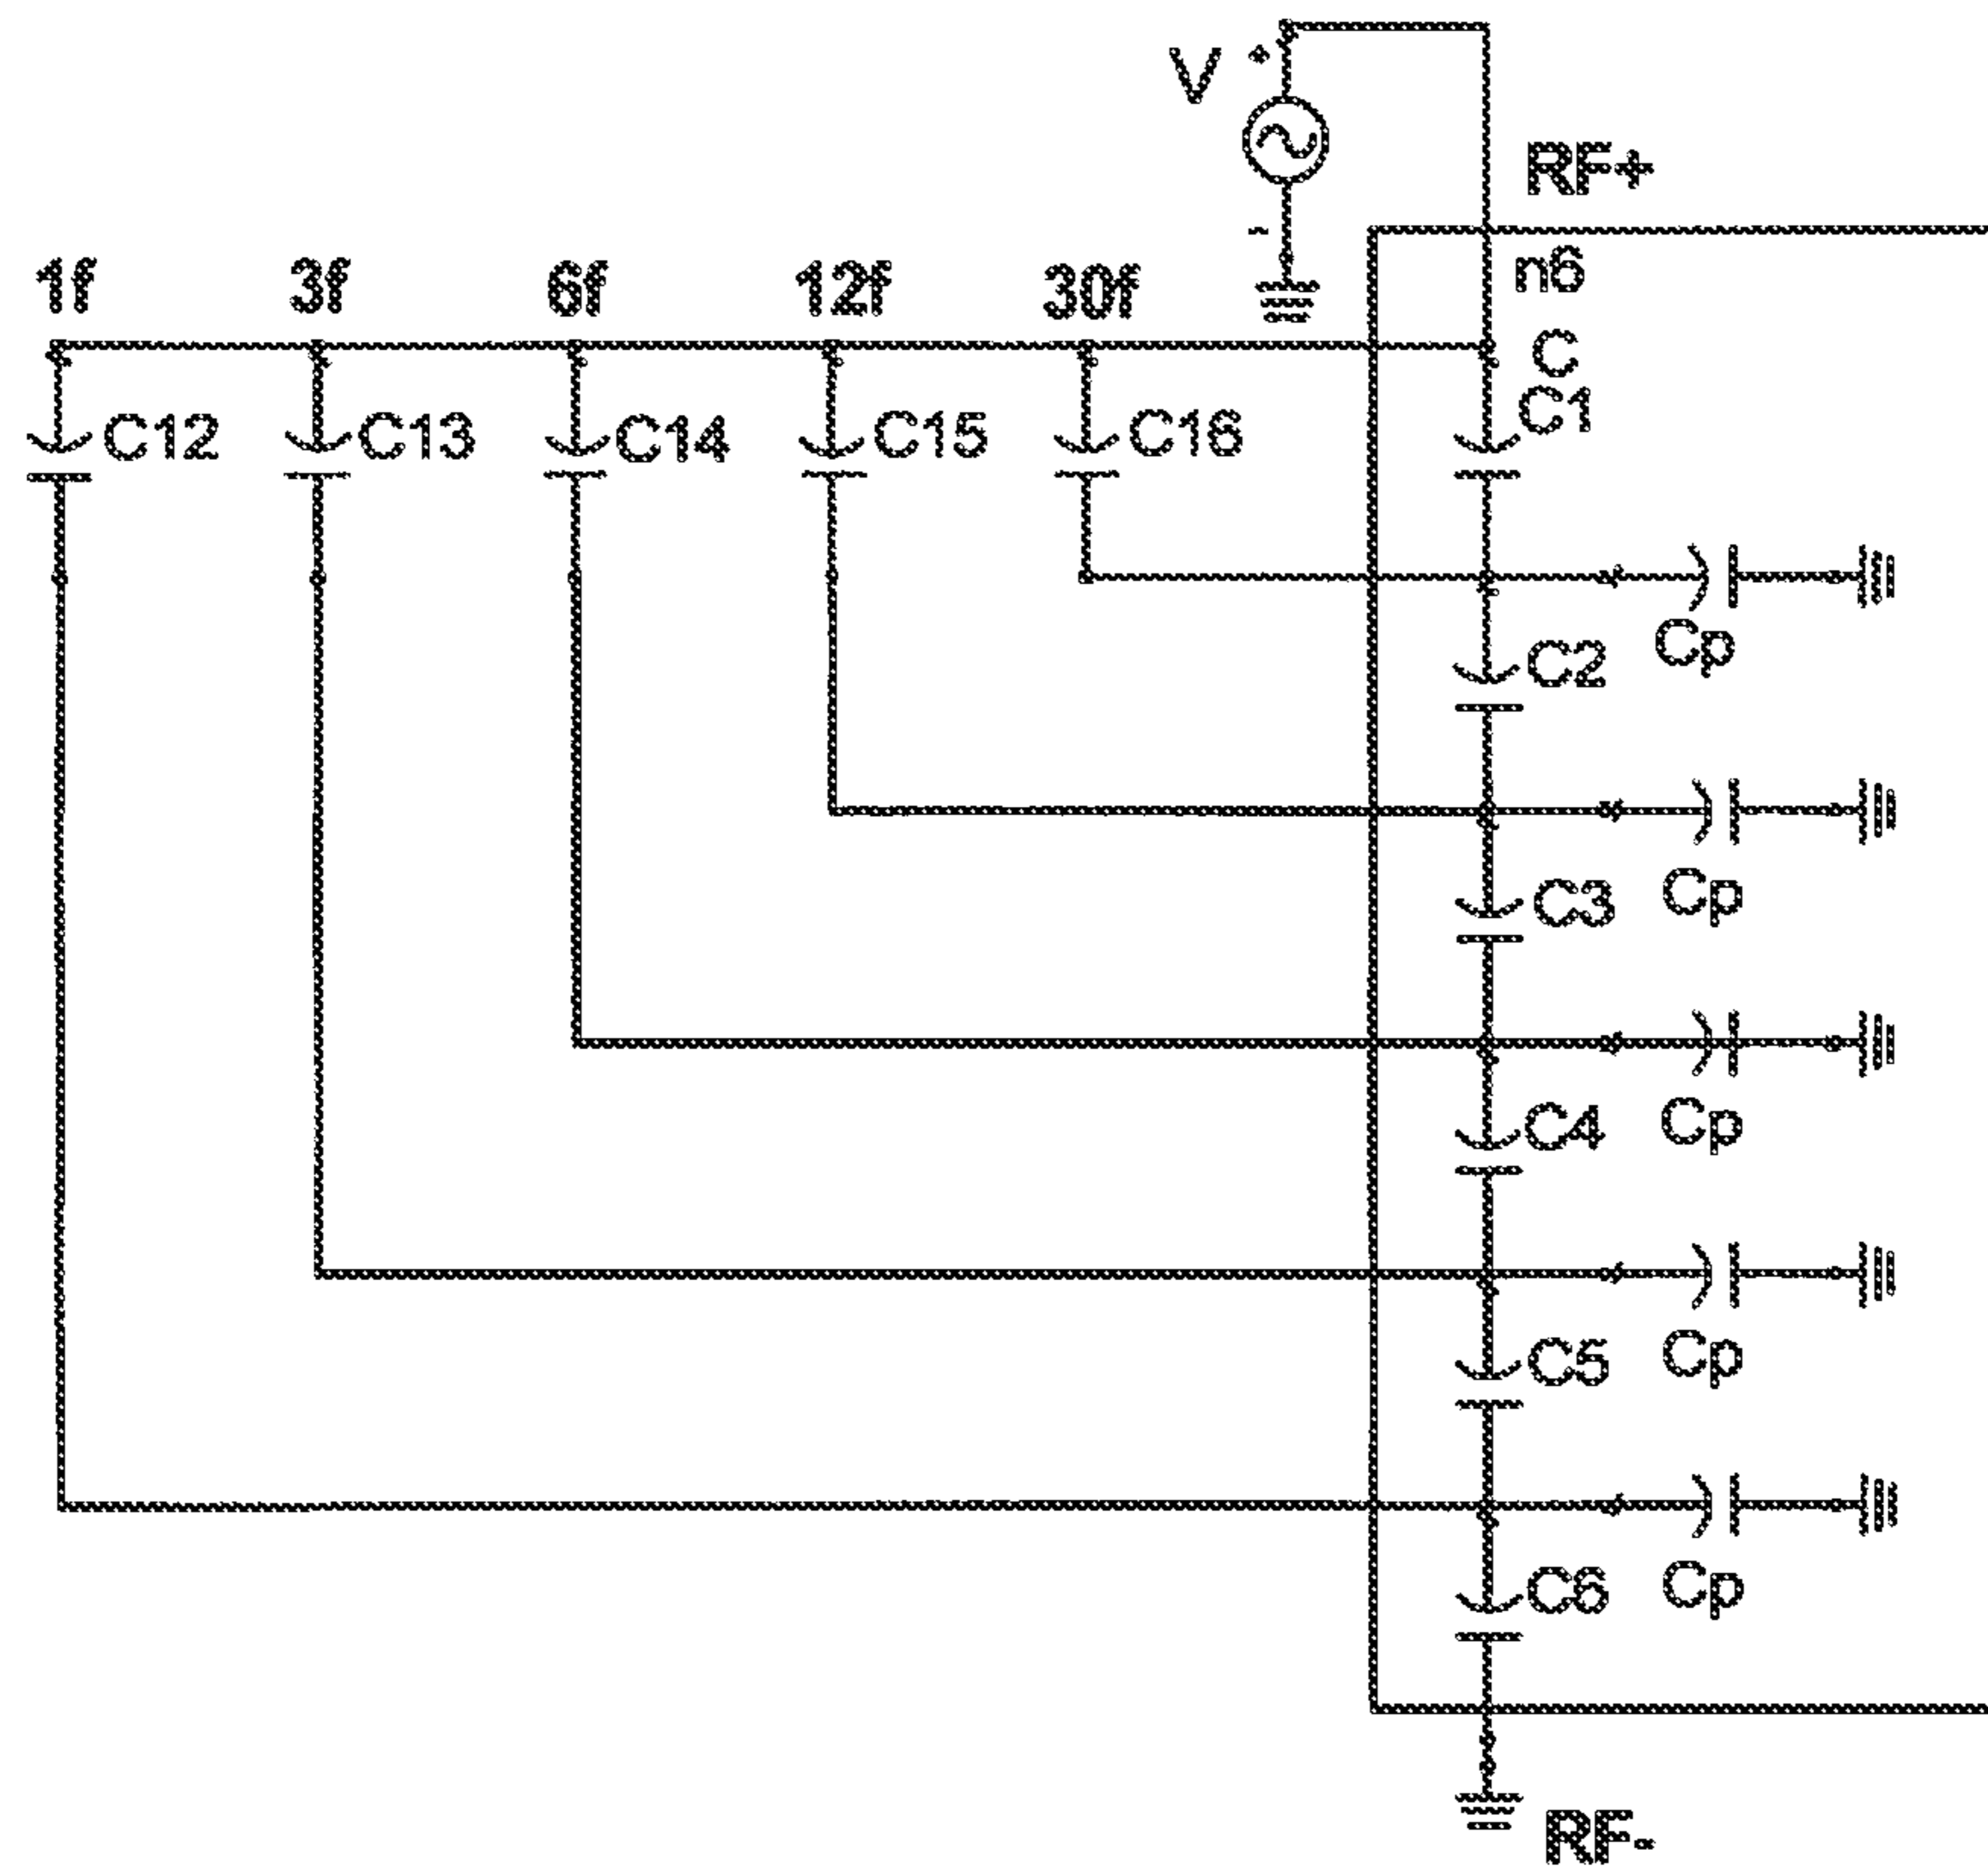 V +
RF+
-
n6
1f 3f 6f 12f 30f
C
C1
C12 C13 C14 C15 C16
C2
Cp
C3
Cp
C4
Cp
C5
Cp
C6
Cp
RF-